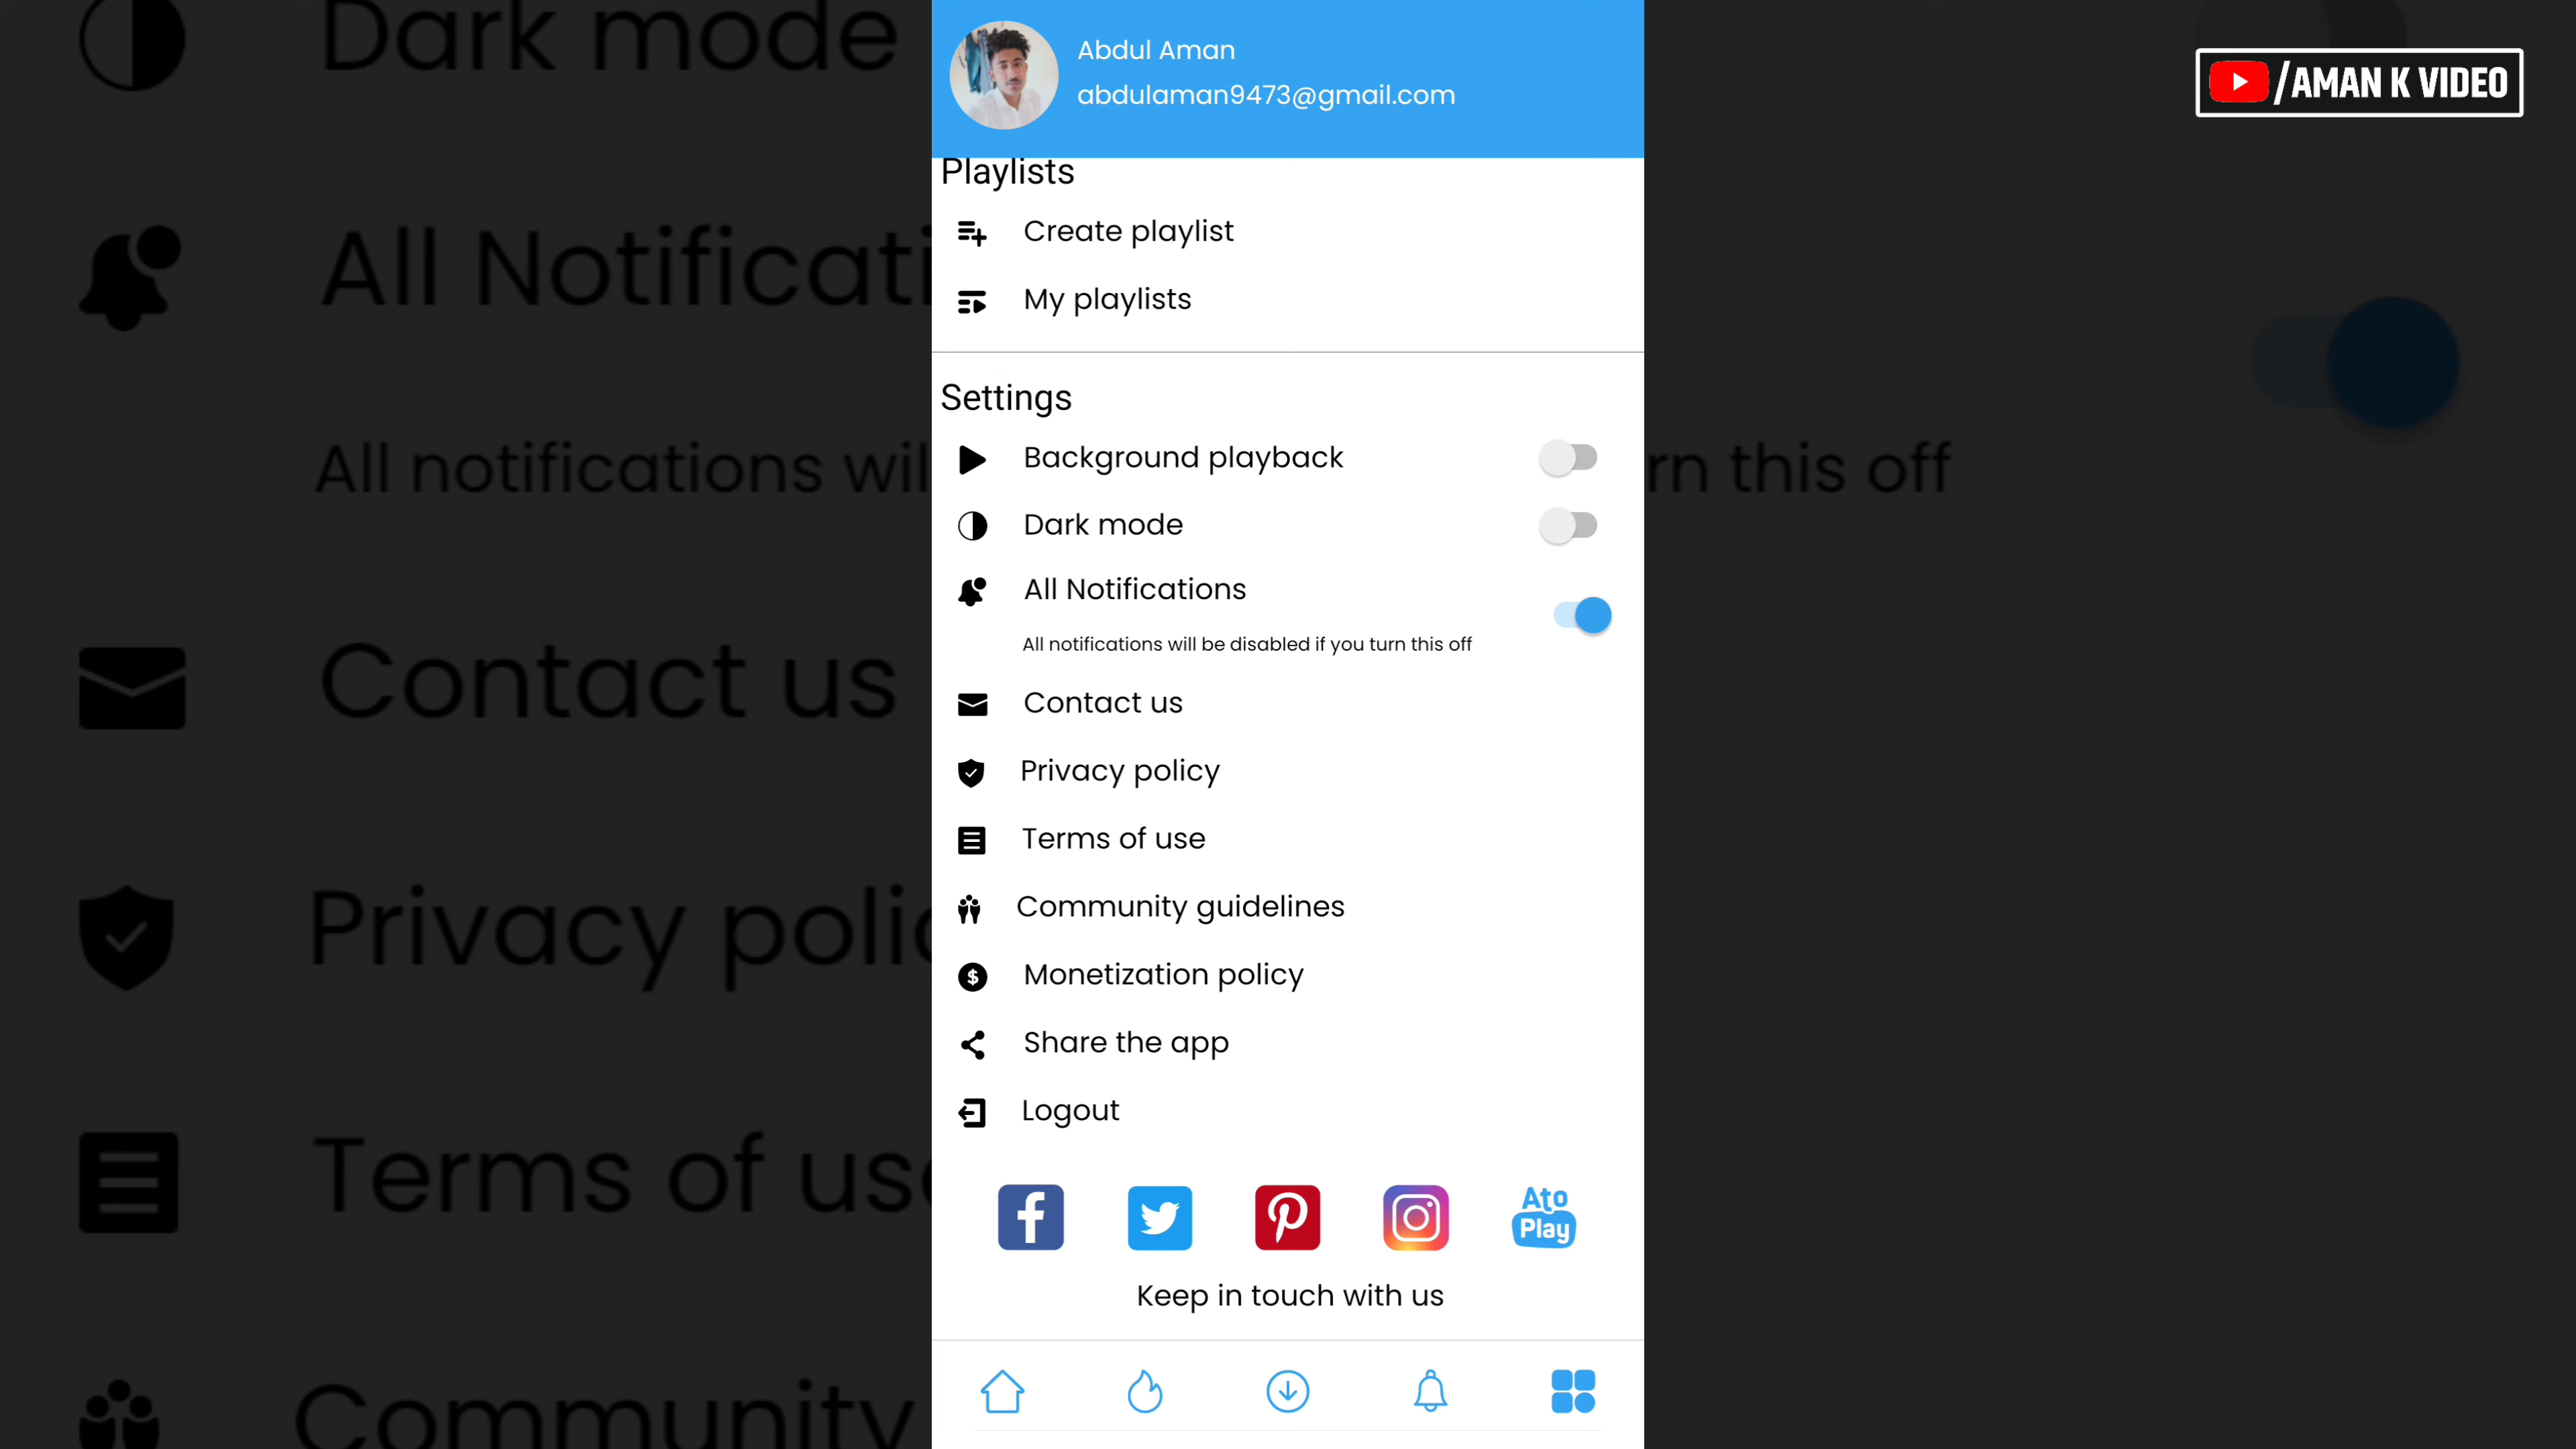 Abdul Aman
abdulaman9473@gmail.com
/AMAN K VIDEO
Playlists
Create playlist
My playlists
Settings
Background playback
Dark mode
All Notifications
All notifications will be disabled if you turn this off
Contact us
Privacy policy
Terms of use
Community guidelines
Monetization policy
Share the app
Logout
Ato
Play
Keep in touch with us
Dark mode
All Notificati
All notifications wil
rn this off
Contact us
Privacy poli
Terms of us
Community